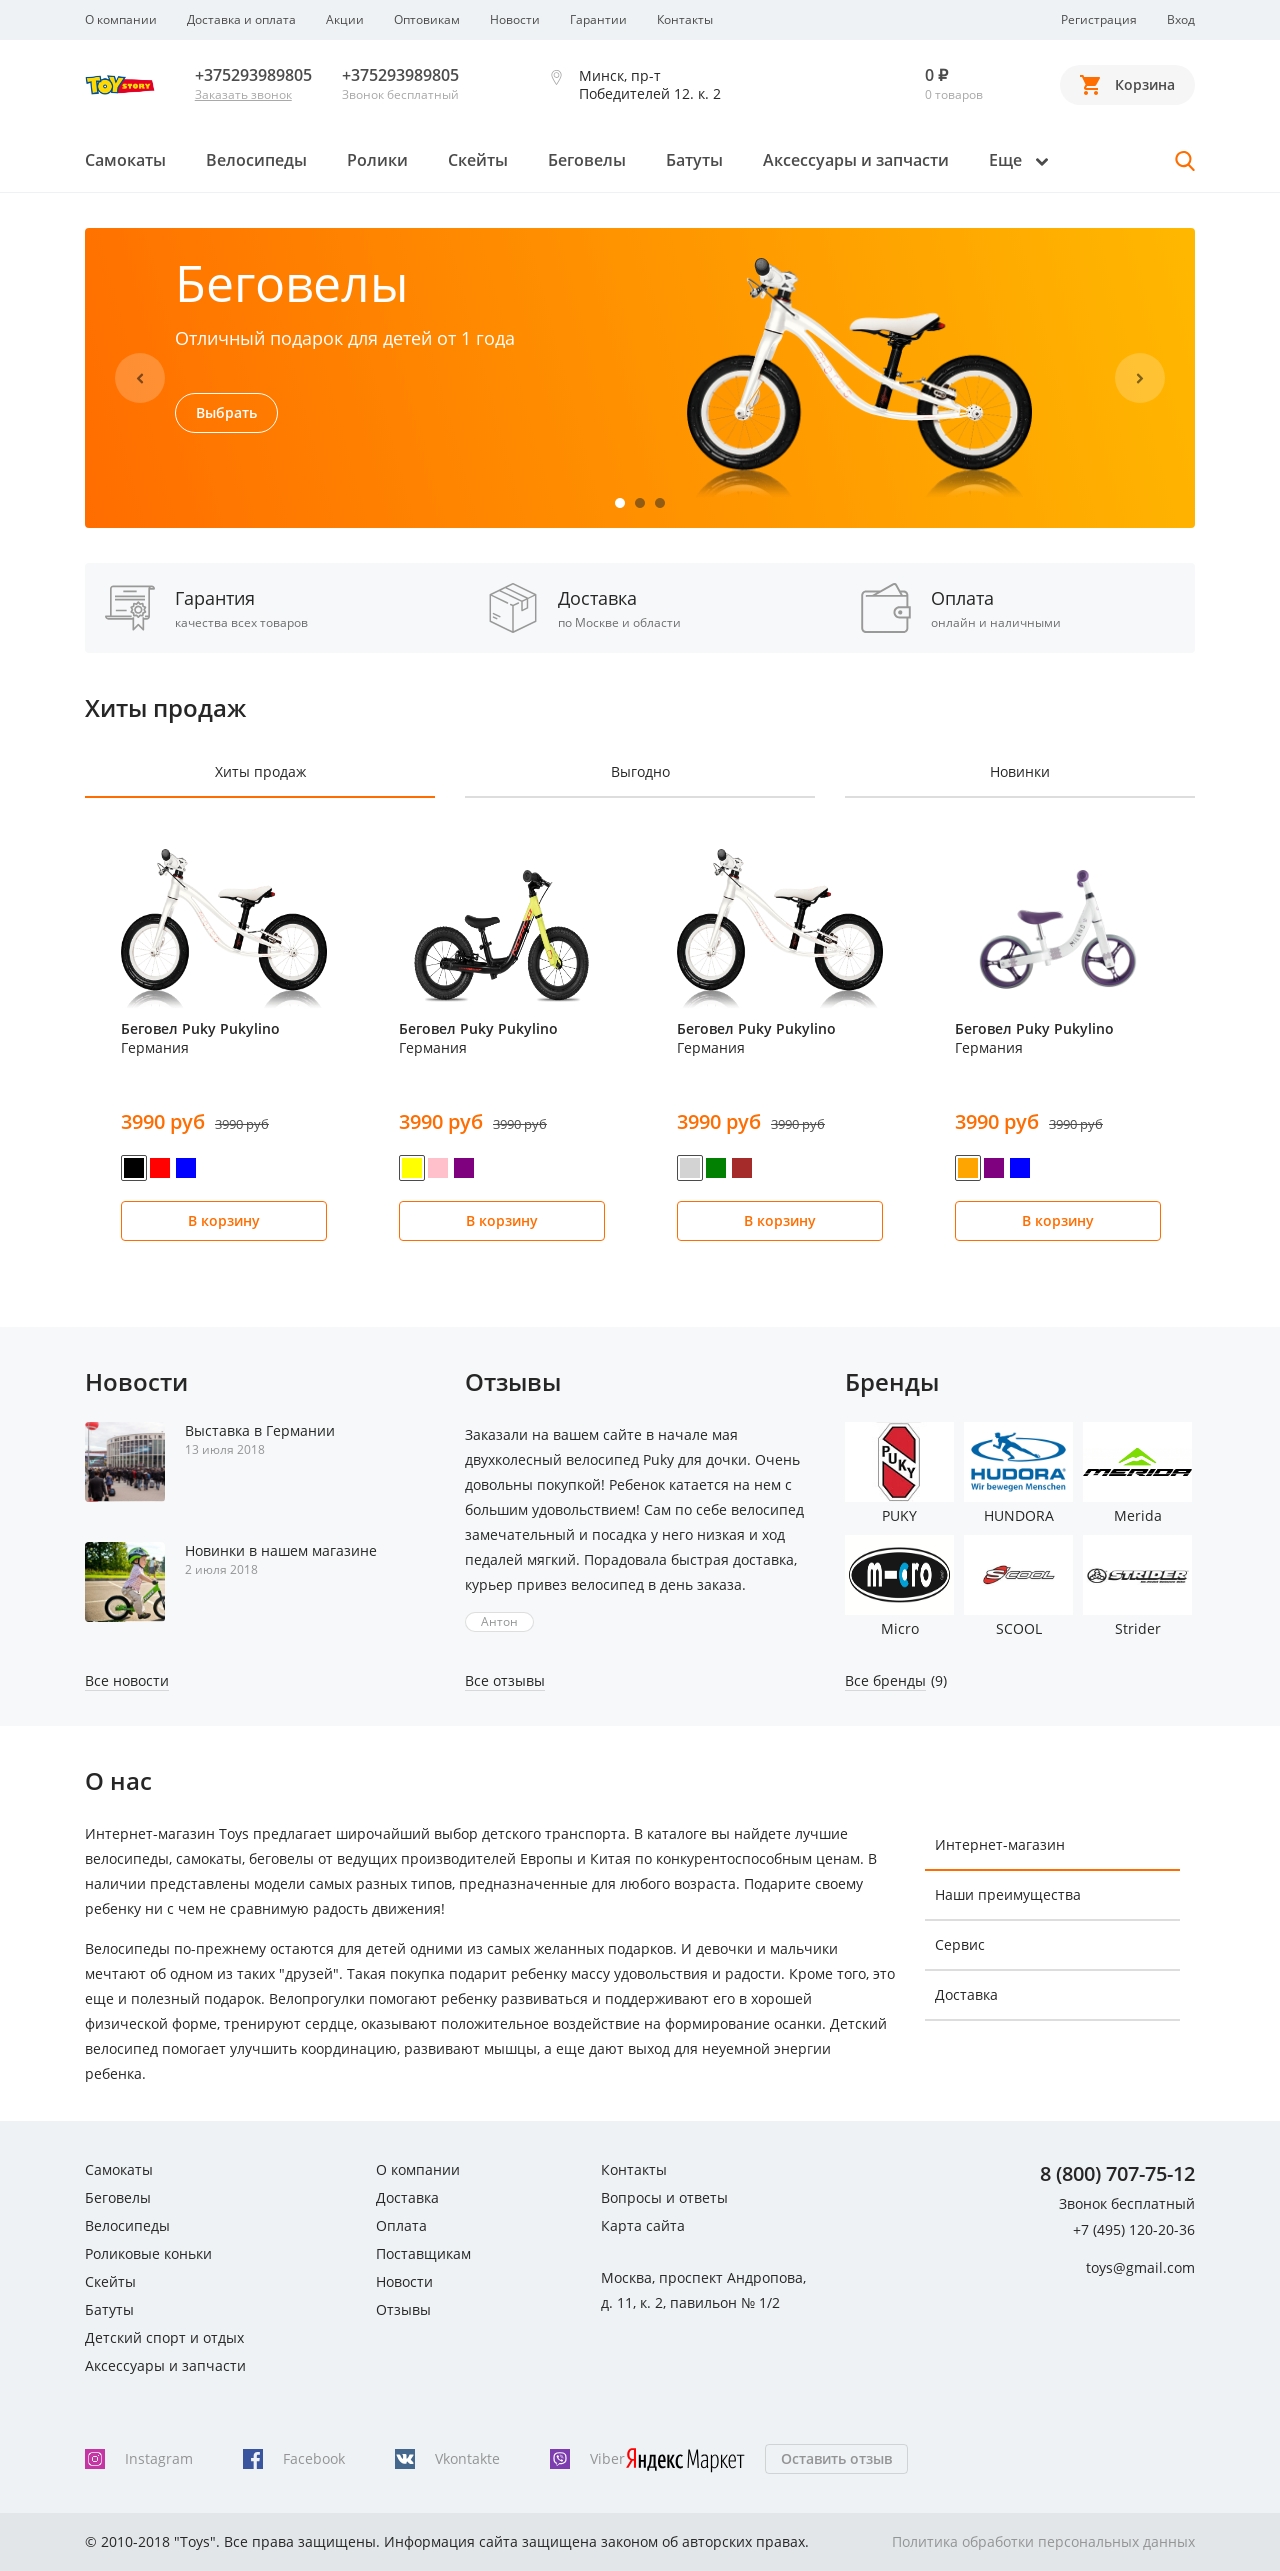 О компании Доставка и оплата Акции Оптовикам Новости Гарантии Контакты Регистрация Вход
TOY STORY
+375293989805 +375293989805 Минск, пр-т 0 ₽ Корзина
Заказать звонок Звонок бесплатный Победителей 12. к. 2 0 товаров
Самокаты Велосипеды Ролики Скейты Беговелы Батуты Аксессуары и запчасти Еще
Беговелы
Отличный подарок для детей от 1 года
Выбрать
Гарантия
качества всех товаров
Доставка
по Москве и области
Оплата
онлайн и наличными
Хиты продаж
Хиты продаж Выгодно Новинки
Беговел Puky Pukylino Беговел Puky Pukylino Беговел Puky Pukylino Беговел Puky Pukylino
Германия Германия Германия Германия
3990 руб 3990 руб 3990 руб 3990 руб 3990 руб 3990 руб 3990 руб 3990 руб
В корзину В корзину В корзину В корзину
Новости
Выставка в Германии
13 июля 2018
Новинки в нашем магазине
2 июля 2018
Все новости
Отзывы
Заказали на вашем сайте в начале мая
двухколесный велосипед Puky для дочки. Очень
довольны покупкой! Ребенок катается на нем с
большим удовольствием! Сам по себе велосипед
замечательный и посадка у него низкая и ход
педалей мягкий. Порадовала быстрая доставка,
курьер привез велосипед в день заказа.
Антон
Все отзывы
Бренды
PUKY HUDORA MERIDA
Wir bewegen Menschen
PUKY HUNDORA Merida
m-cro SCOOL STRIDER
Micro SCOOL Strider
Все бренды (9)
О нас
Интернет-магазин Toys предлагает широчайший выбор детского транспорта. В каталоге вы найдете лучшие
велосипеды, самокаты, беговелы от ведущих производителей Европы и Китая по конкурентоспособным ценам. В
наличии представлены модели самых разных типов, предназначенные для любого возраста. Подарите своему
ребенку ни с чем не сравнимую радость движения!
Велосипеды по-прежнему остаются для детей одними из самых желанных подарков. И девочки и мальчики
мечтают об одном из таких "друзей". Такая покупка подарит ребенку массу удовольствия и радости. Кроме того, это
еще и полезный подарок. Велопрогулки помогают ребенку развиваться и поддерживают его в хорошей
физической форме, тренируют сердце, оказывают положительное воздействие на формирование осанки. Детский
велосипед помогает улучшить координацию, развивают мышцы, а еще дают выход для неуемной энергии
ребенка.
Интернет-магазин
Наши преимущества
Сервис
Доставка
Самокаты
Беговелы
Велосипеды
Роликовые коньки
Скейты
Батуты
Детский спорт и отдых
Аксессуары и запчасти
О компании
Доставка
Оплата
Поставщикам
Новости
Отзывы
Контакты
Вопросы и ответы
Карта сайта
Москва, проспект Андропова,
д. 11, к. 2, павильон № 1/2
8 (800) 707-75-12
Звонок бесплатный
+7 (495) 120-20-36
toys@gmail.com
Instagram Facebook Vkontakte Viber Яндекс Маркет Оставить отзыв
© 2010-2018 "Toys". Все права защищены. Информация сайта защищена законом об авторских правах. Политика обработки персональных данных